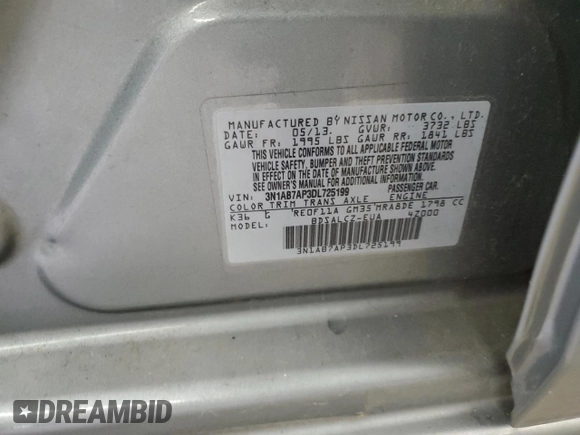 MANUFACTURED BY NISSAN MOTOR CO., LTD.
DATE: 05/13. GVWR: 3732 LBS
GAWR FR: 1995 LBS GAWR RR: 1841 LBS
THIS VEHICLE CONFORMS TO ALL APPLICABLE FEDERAL MOTOR
VEHICLE SAFETY, BUMPER AND THEFT PREVENTION STANDARDS
IN EFFECT ON THE DATE OF MANUFACTURE SHOWN ABOVE.
SEE OWNER'S MANUAL FOR ADDITIONAL INFORMATION.
VIN: 3N1AB7AP3DL725199 PASSENGER CAR.
COLOR TRIM TRANS AXLE ENGINE
K36 G RE0F11A GM35 MRA8DE 1798 CC
MODEL: BDSALCZ-EUA 4Z000
3N1AB7AP3DL725199
DREAMBID